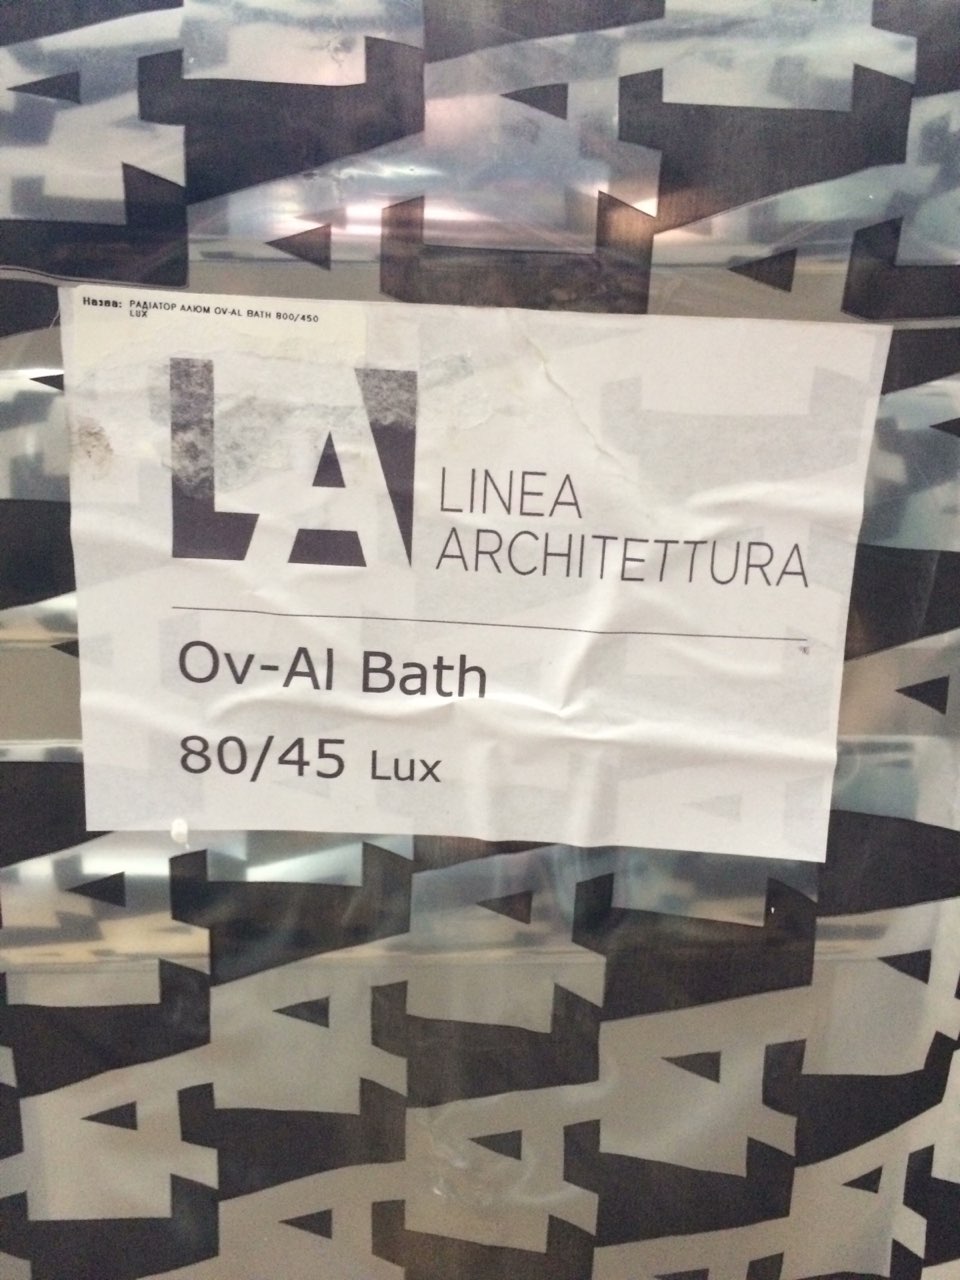 Назва: РАДІАТОР АЛЮМ OV-AL BATH 800/450
LUX
LA
LINEA
ARCHITETTURA
Ov-Al Bath
80/45 Lux